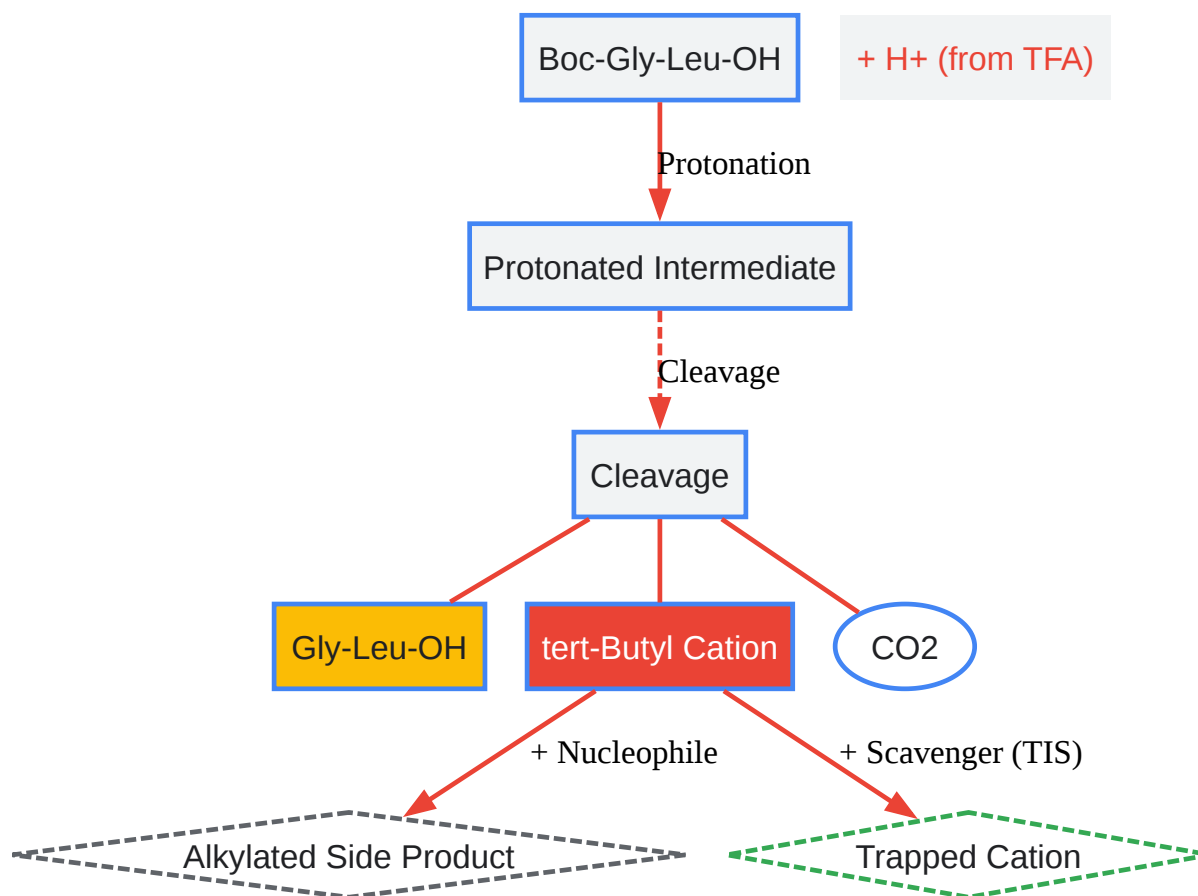 Boc-Gly-Leu-OH
+ H+ (from TFA)
Protonation
Protonated Intermediate
Cleavage
Cleavage
Gly-Leu-OH
tert-Butyl Cation
CO2
+ Nucleophile
+ Scavenger (TIS)
Alkylated Side Product
Trapped Cation